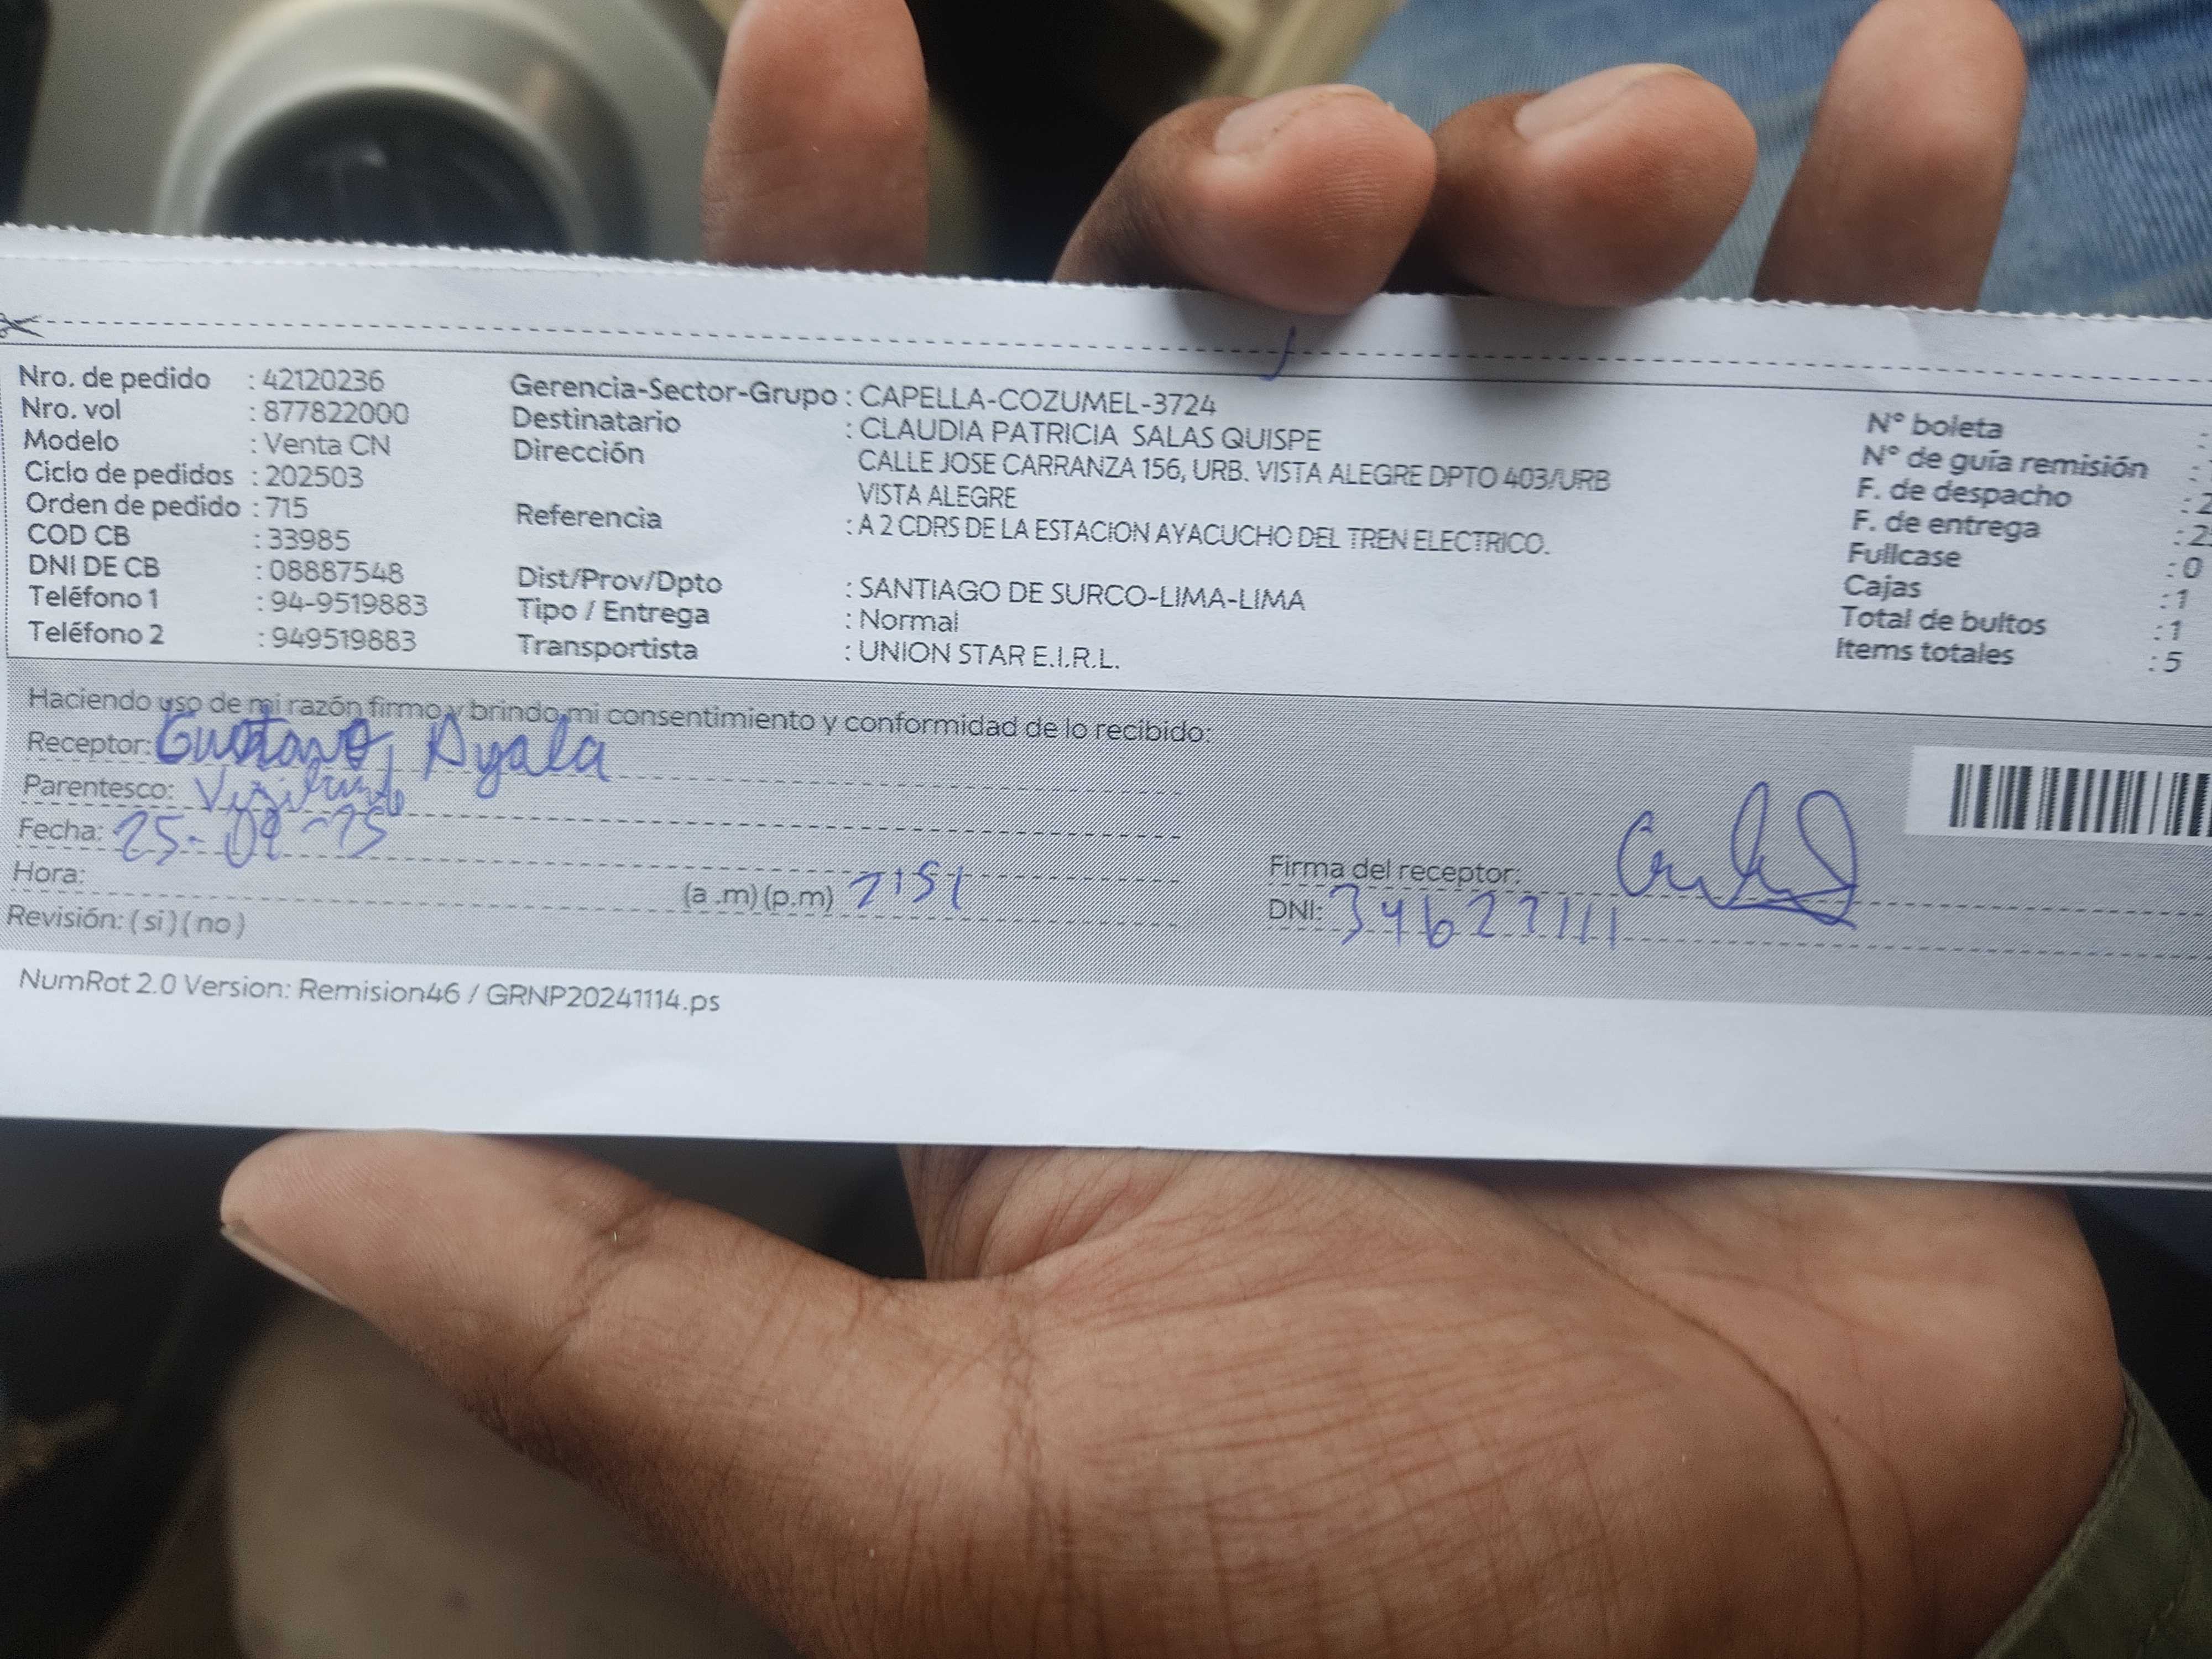 Nro. de pedido : 42120236
Nro. vol : 877822000
Modelo : Venta CN
Ciclo de pedidos : 202503
Orden de pedido : 715
COD CB : 33985
DNI DE CB : 08887548
Teléfono 1 : 94-9519883
Teléfono 2 : 949519883
Gerencia-Sector-Grupo : CAPELLA-COZUMEL-3724
Destinatario : CLAUDIA PATRICIA SALAS QUISPE
Dirección CALLE JOSE CARRANZA 156, URB. VISTA ALEGRE DPTO 403/URB
VISTA ALEGRE
Referencia : A 2 CDRS DE LA ESTACION AYACUCHO DEL TREN ELECTRICO.
Dist/Prov/Dpto : SANTIAGO DE SURCO-LIMA-LIMA
Tipo / Entrega : Normal
Transportista : UNION STAR E.I.R.L.
N° boleta :
N° de guía remisión :
F. de despacho : 2
F. de entrega : 2
Fullcase : 0
Cajas : 1
Total de bultos : 1
Items totales : 5
Haciendo uso de mi razón firmo y brindo mi consentimiento y conformidad de lo recibido:
Receptor: Gustavo Ayala
Parentesco: Vigilante
Fecha:
Hora: (a .m) (p.m)
Revisión: ( si ) ( no )
Firma del receptor:
DNI: 34627111
NumRot 2.0 Version: Remision46 / GRNP20241114.ps